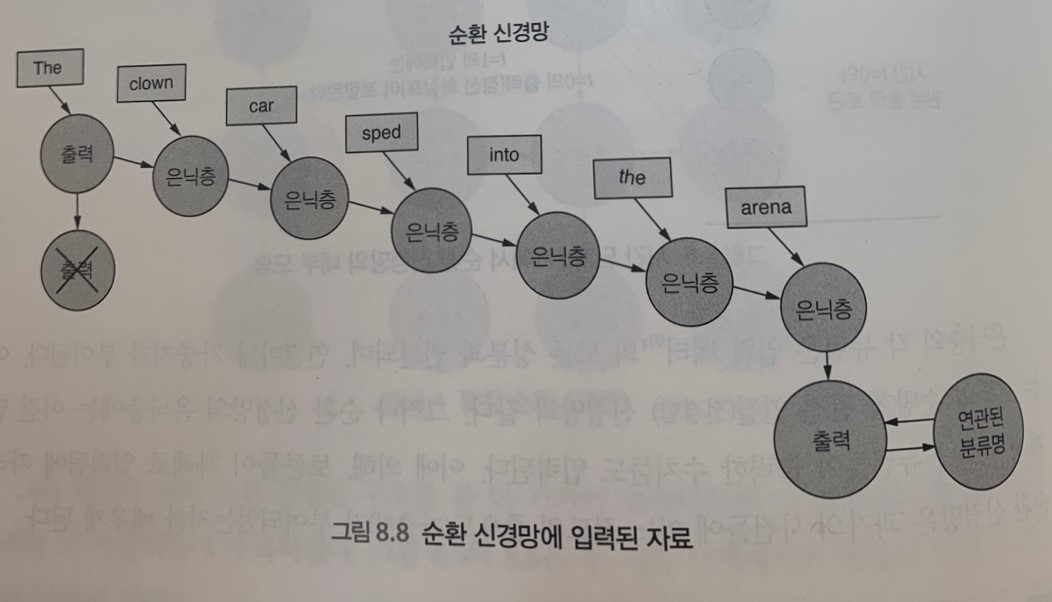 순환 신경망
The
clown
car
sped
into
the
arena
출력
은닉층
은닉층
은닉층
은닉층
은닉층
은닉층
출력
출력
연관된
분류명
그림 8.8 순환 신경망에 입력된 자료